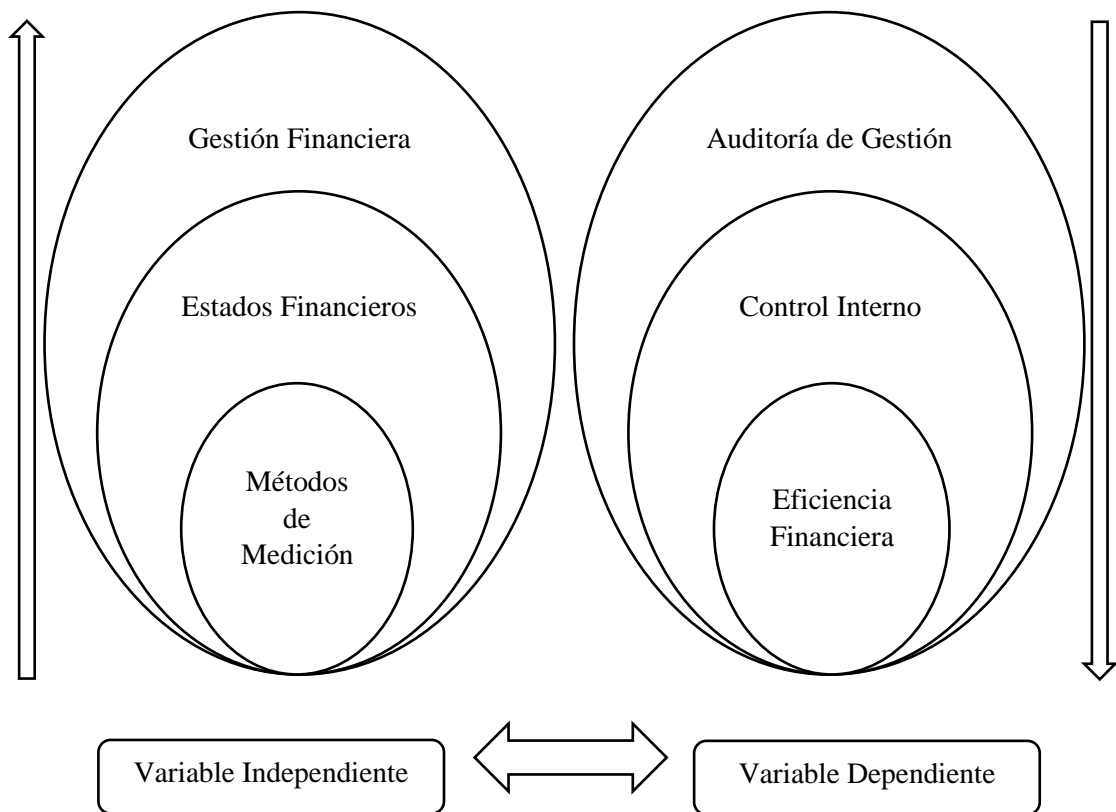 Gestión Financiera
Estados Financieros
Métodos
de
Medición
Auditoría de Gestión
Control Interno
Eficiencia
Financiera
Variable Independiente
Variable Dependiente